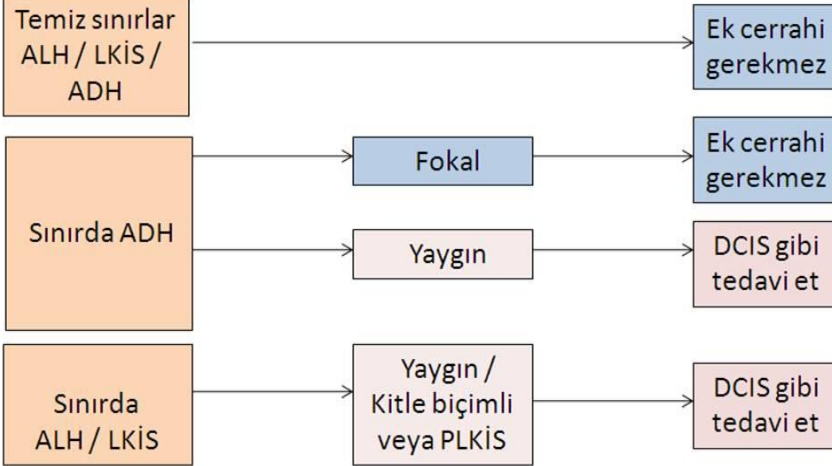 Temiz sınırlar
ALH / LKİS /
ADH
Ek cerrahi
gerekmez
Sınırda ADH
Fokal
Ek cerrahi
gerekmez
Yaygın
DCIS gibi
tedavi et
Sınırda
ALH / LKİS
Yaygın /
Kitle biçimli
veya PLKİS
DCIS gibi
tedavi et